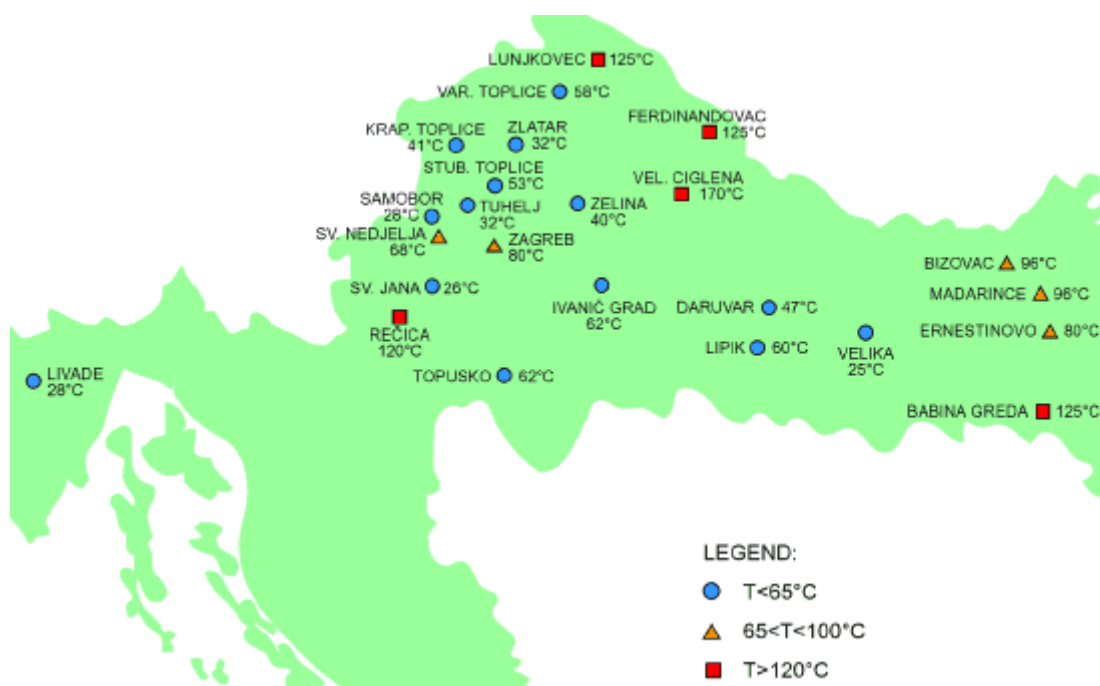 LUNJKOVEC 125°C
VAR. TOPLICE 58°C
FERDINANDOVAC
125°C
KRAP. TOPLICE
41°C
ZLATAR
32°C
STUB. TOPLICE
53°C
VEL. CIGLENA
170°C
SAMOBOR
28°C
TUHELJ
32°C
ZELINA
40°C
SV. NEDJELJA
68°C
ZAGREB
80°C
BIZOVAC 96°C
SV. JANA 26°C
MADARINCE 96°C
IVANIĆ GRAD
62°C
DARUVAR 47°C
REČICA
120°C
ERNESTINOVO 80°C
LIPIK 60°C
VELIKA
25°C
LIVADE
28°C
TOPUSKO 62°C
BABINA GREDA 125°C
LEGEND:
T<65°C
65<T<100°C
T>120°C